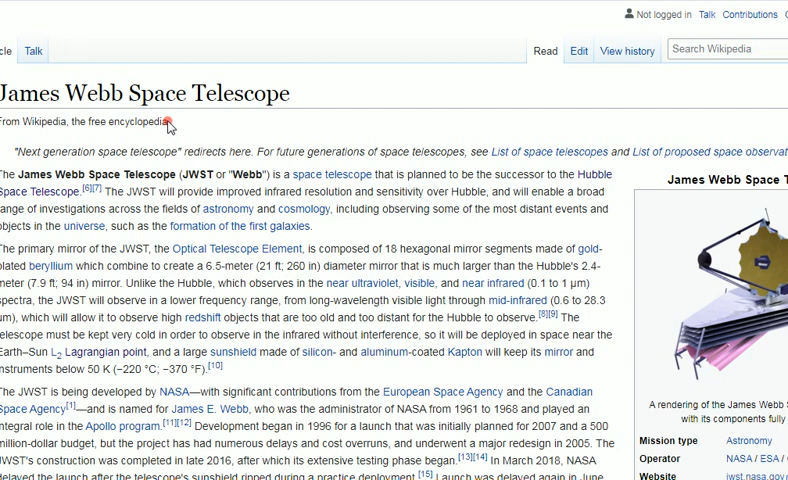 Not logged in Talk Contributions
cle Talk Read Edit View history Search Wikipedia
James Webb Space Telescope
From Wikipedia, the free encyclopedia
"Next generation space telescope" redirects here. For future generations of space telescopes, see List of space telescopes and List of proposed space observat
The James Webb Space Telescope (JWST or "Webb") is a space telescope that is planned to be the successor to the Hubble
Space Telescope.[6][7] The JWST will provide improved infrared resolution and sensitivity over Hubble, and will enable a broad
range of investigations across the fields of astronomy and cosmology, including observing some of the most distant events and
objects in the universe, such as the formation of the first galaxies.
The primary mirror of the JWST, the Optical Telescope Element, is composed of 18 hexagonal mirror segments made of gold-
plated beryllium which combine to create a 6.5-meter (21 ft; 260 in) diameter mirror that is much larger than the Hubble's 2.4-
meter (7.9 ft; 94 in) mirror. Unlike the Hubble, which observes in the near ultraviolet, visible, and near infrared (0.1 to 1 μm)
spectra, the JWST will observe in a lower frequency range, from long-wavelength visible light through mid-infrared (0.6 to 28.3
μm), which will allow it to observe high redshift objects that are too old and too distant for the Hubble to observe.[8][9] The
telescope must be kept very cold in order to observe in the infrared without interference, so it will be deployed in space near the
Earth–Sun L2 Lagrangian point, and a large sunshield made of silicon- and aluminum-coated Kapton will keep its mirror and
instruments below 50 K (−220 °C; −370 °F).[10]
The JWST is being developed by NASA—with significant contributions from the European Space Agency and the Canadian
Space Agency[1]—and is named for James E. Webb, who was the administrator of NASA from 1961 to 1968 and played an
integral role in the Apollo program.[11][12] Development began in 1996 for a launch that was initially planned for 2007 and a 500
million-dollar budget, but the project has had numerous delays and cost overruns, and underwent a major redesign in 2005. The
JWST's construction was completed in late 2016, after which its extensive testing phase began.[13][14] In March 2018, NASA
delayed the launch after the telescope's sunshield ripped during a practice deployment.[15] Launch was delayed again in June
James Webb Space T
A rendering of the James Webb S
with its components fully
Mission type Astronomy
Operator NASA / ESA /
Website jwst.nasa.gov